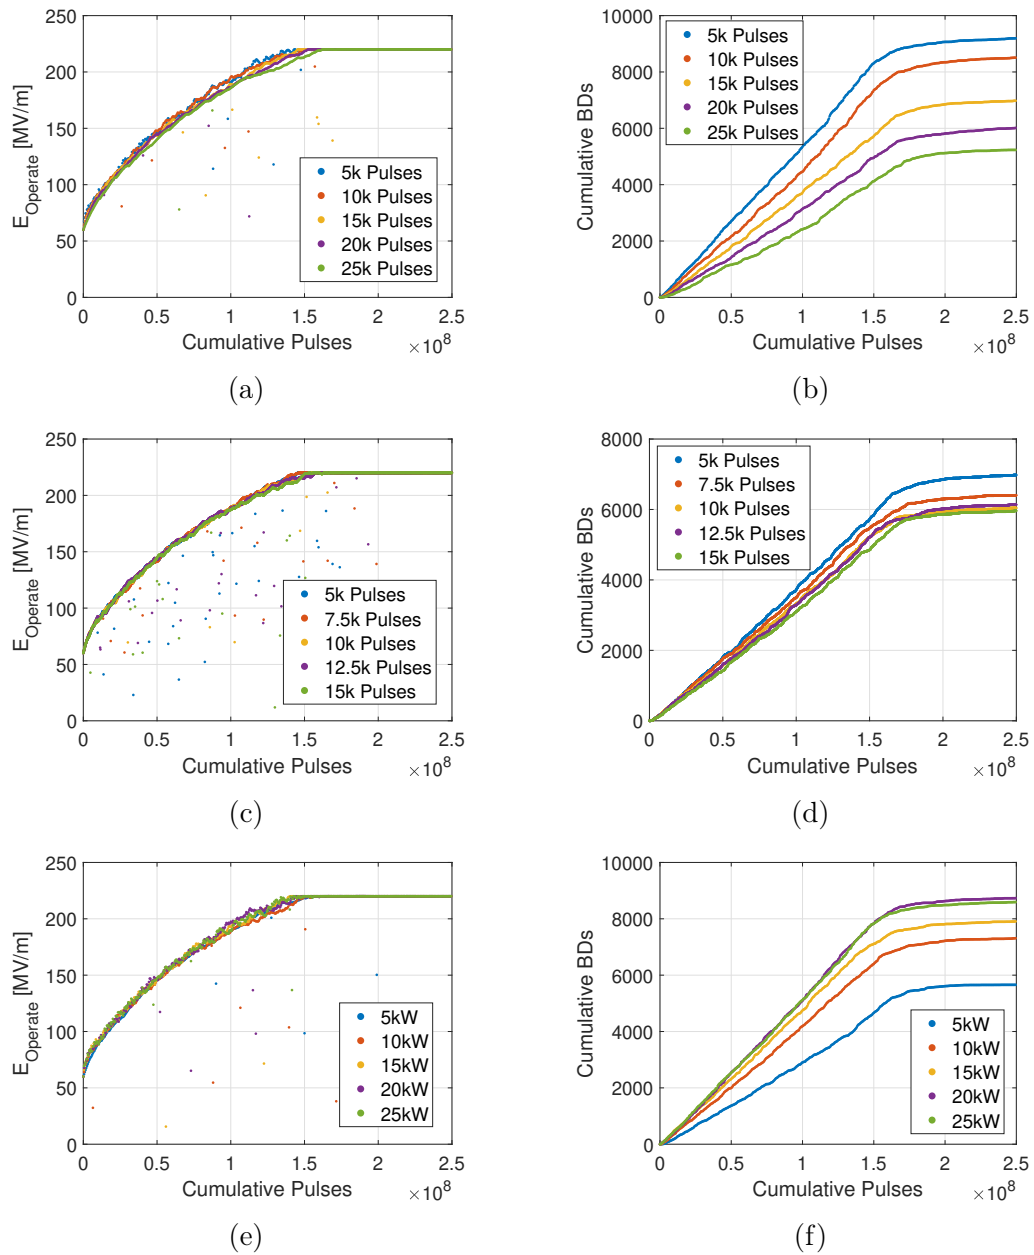 250
200
150
100
50
0
E_Operate [MV/m]
0 0.5 1 1.5 2 2.5
Cumulative Pulses ×10^8
5k Pulses
10k Pulses
15k Pulses
20k Pulses
25k Pulses
(a)
10000
8000
6000
4000
2000
0
Cumulative BDs
0 0.5 1 1.5 2 2.5
Cumulative Pulses ×10^8
5k Pulses
10k Pulses
15k Pulses
20k Pulses
25k Pulses
(b)
250
200
150
100
50
0
E_Operate [MV/m]
0 0.5 1 1.5 2 2.5
Cumulative Pulses ×10^8
5k Pulses
7.5k Pulses
10k Pulses
12.5k Pulses
15k Pulses
(c)
8000
6000
4000
2000
0
Cumulative BDs
0 0.5 1 1.5 2 2.5
Cumulative Pulses ×10^8
5k Pulses
7.5k Pulses
10k Pulses
12.5k Pulses
15k Pulses
(d)
250
200
150
100
50
0
E_Operate [MV/m]
0 0.5 1 1.5 2 2.5
Cumulative Pulses ×10^8
5kW
10kW
15kW
20kW
25kW
(e)
10000
8000
6000
4000
2000
0
Cumulative BDs
0 0.5 1 1.5 2 2.5
Cumulative Pulses ×10^8
5kW
10kW
15kW
20kW
25kW
(f)